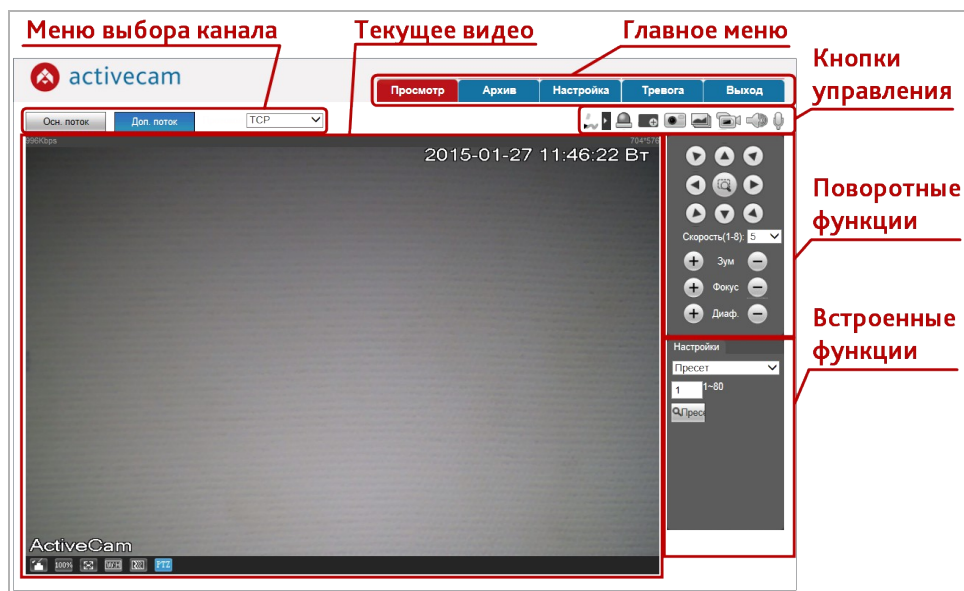 Меню выбора канала
Текущее видео
Главное меню
Кнопки
управления
activecam
Просмотр
Архив
Настройка
Тревога
Выход
Осн. поток
Доп. поток
TCP
996Kbps
704*576
2015-01-27 11:46:22 Вт
Поворотные
функции
Скорость(1-8): 5
Зум
Фокус
Диаф.
Встроенные
функции
Настройки
Пресет
1
1~80
Пресе
ActiveCam
100%
W:H
PTZ